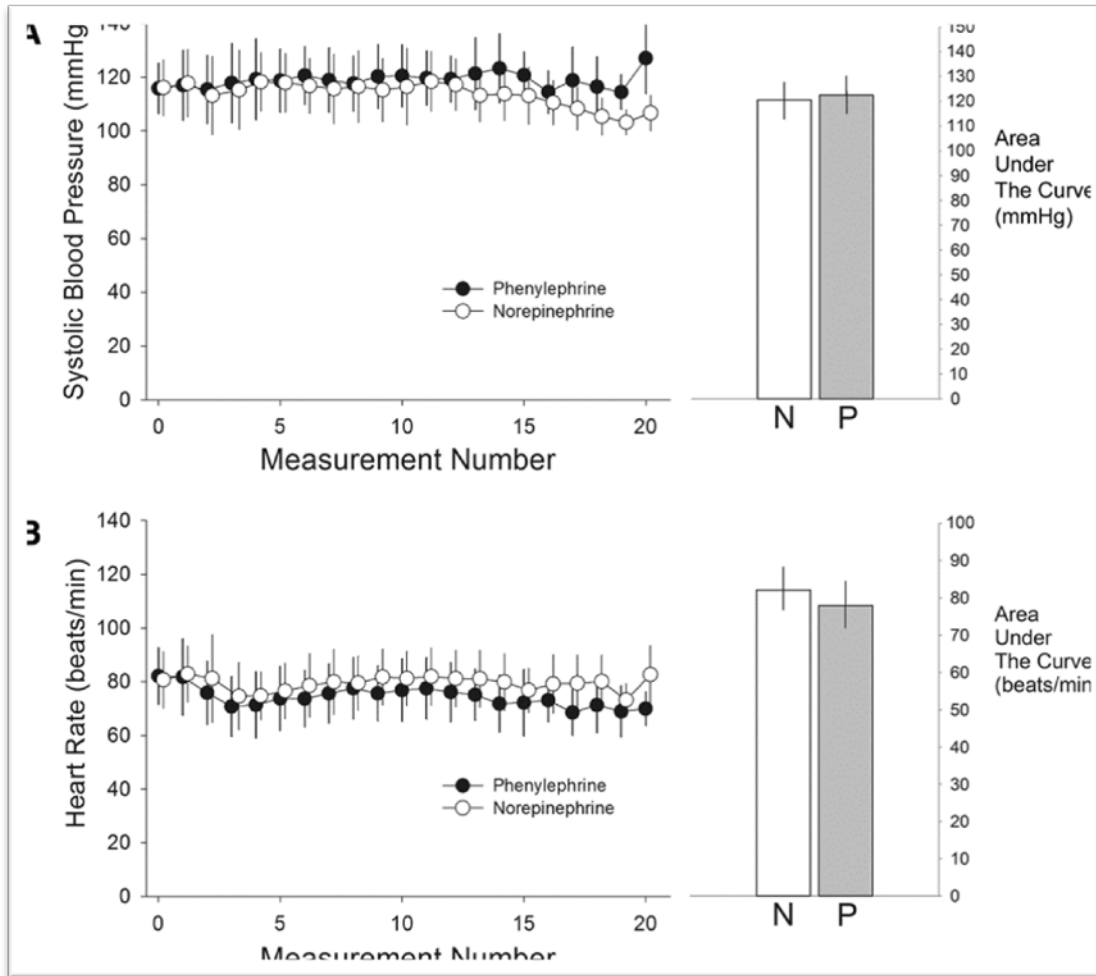 A
Systolic Blood Pressure (mmHg)
140
120
100
80
60
40
20
0
0
5
10
15
20
Measurement Number
Phenylephrine
Norepinephrine
150
140
130
120
110
100
90
80
70
60
50
40
30
20
10
0
N
P
Area
Under
The Curve
(mmHg)
B
Heart Rate (beats/min)
140
120
100
80
60
40
20
0
0
5
10
15
20
Measurement Number
Phenylephrine
Norepinephrine
100
90
80
70
60
50
40
30
20
10
0
N
P
Area
Under
The Curve
(beats/min